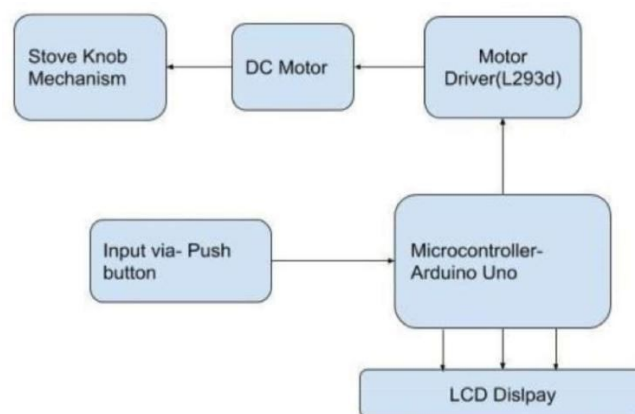 Stove Knob
Mechanism
DC Motor
Motor
Driver(L293d)
Input via- Push
button
Microcontroller-
Arduino Uno
LCD Dislpay